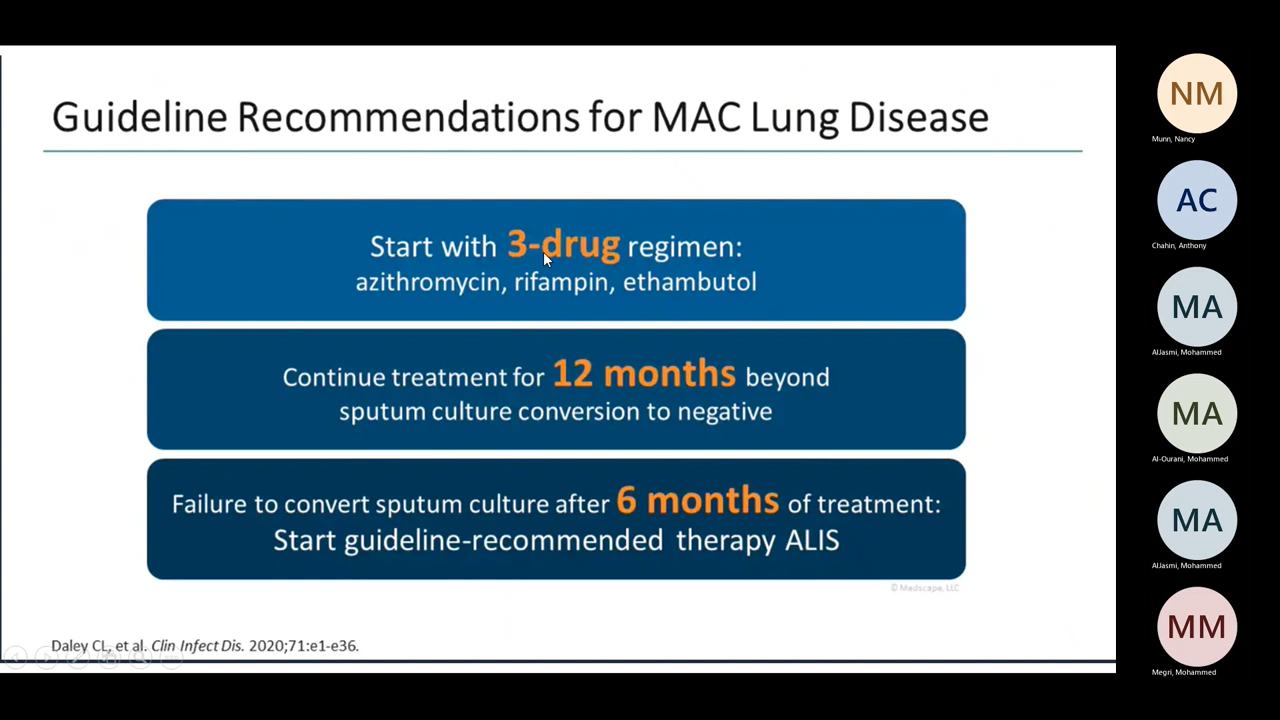 Guideline Recommendations for MAC Lung Disease
Start with 3-drug regimen:
azithromycin, rifampin, ethambutol
Continue treatment for 12 months beyond
sputum culture conversion to negative
Failure to convert sputum culture after 6 months of treatment:
Start guideline-recommended therapy ALIS
© Medscape, LLC
Daley CL, et al. Clin Infect Dis. 2020;71:e1-e36.
NM
Munn, Nancy
AC
Chahin, Anthony
MA
AlJasmi, Mohammed
MA
Al-Ourani, Mohammed
MA
AlJasmi, Mohammed
MM
Megri, Mohammed